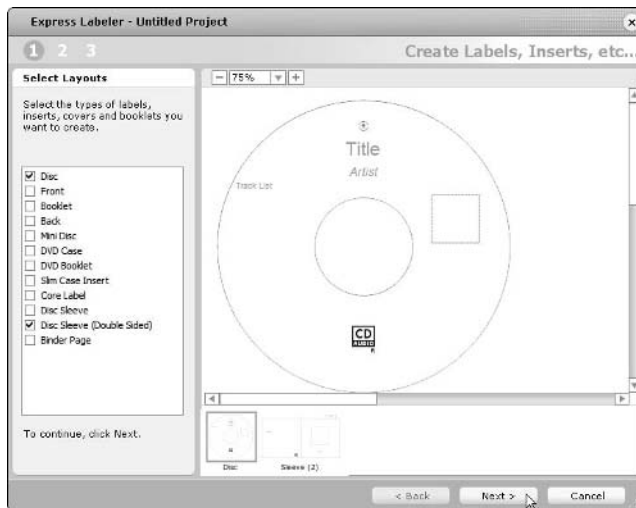 Express Labeler - Untitled Project
1 2 3
Create Labels, Inserts, etc...
Select Layouts
Select the types of labels,
inserts, covers and booklets you
want to create.
Disc
Front
Booklet
Back
Mini Disc
DVD Case
DVD Booklet
Slim Case Insert
Core Label
Disc Sleeve
Disc Sleeve (Double Sided)
Binder Page
To continue, click Next.
75%
Title
Artist
Track List
CD
AUDIO
R
Disc
Sleeve (2)
< Back
Next >
Cancel